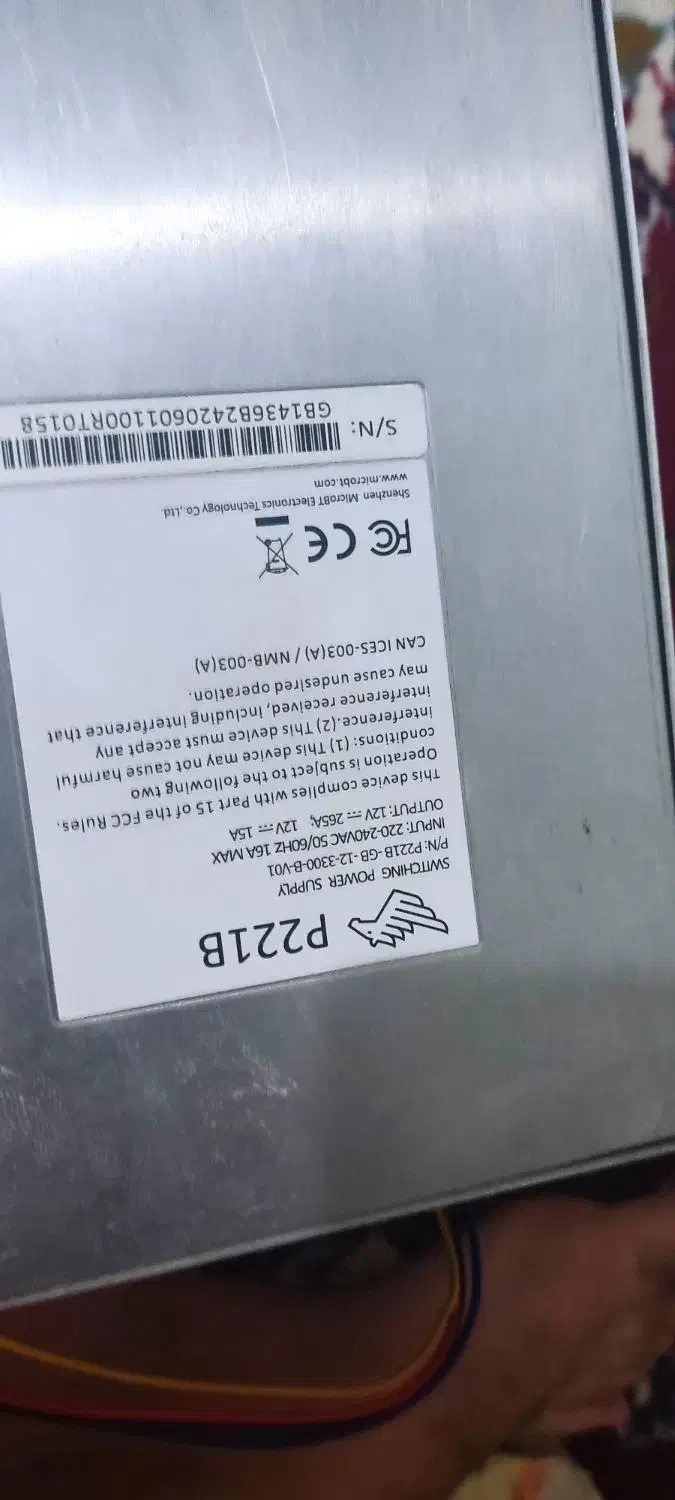 P221B
SWITCHING POWER SUPPLY
P/N: P221B-GB-12-3300-B-V01
INPUT: 220-240VAC 50/60HZ 16A MAX
OUTPUT: 12V⎓265A; 12V⎓15A
This device complies with Part 15 of the FCC Rules.
Operation is subject to the following two
conditions: (1) This device may not cause harmful
interference.(2) This device must accept any
interference received, including interference that
may cause undesired operation.
CAN ICES-003(A) / NMB-003(A)
FC CE
Shenzhen MicroBT Electronics Technology Co.,Ltd.
www.microbt.com
S/N:
GB1436B2420601100RT0158